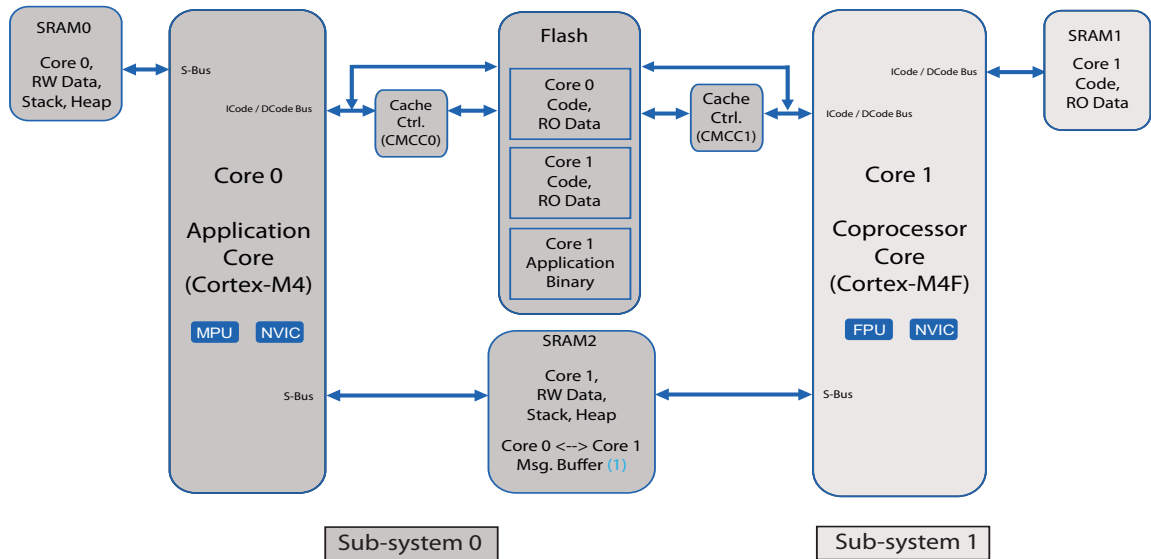 SRAM0
Core 0,
RW Data,
Stack, Heap
S-Bus
ICode / DCode Bus
Core 0
Application
Core
(Cortex-M4)
MPU
NVIC
S-Bus
Cache
Ctrl.
(CMCC0)
Flash
Core 0
Code,
RO Data
Core 1
Code,
RO Data
Core 1
Application
Binary
SRAM2
Core 1,
RW Data,
Stack, Heap
Core 0 <--> Core 1
Msg. Buffer (1)
Cache
Ctrl.
(CMCC1)
ICode / DCode Bus
ICode / DCode Bus
Core 1
Coprocessor
Core
(Cortex-M4F)
FPU
NVIC
S-Bus
SRAM1
Core 1
Code,
RO Data
Sub-system 0
Sub-system 1